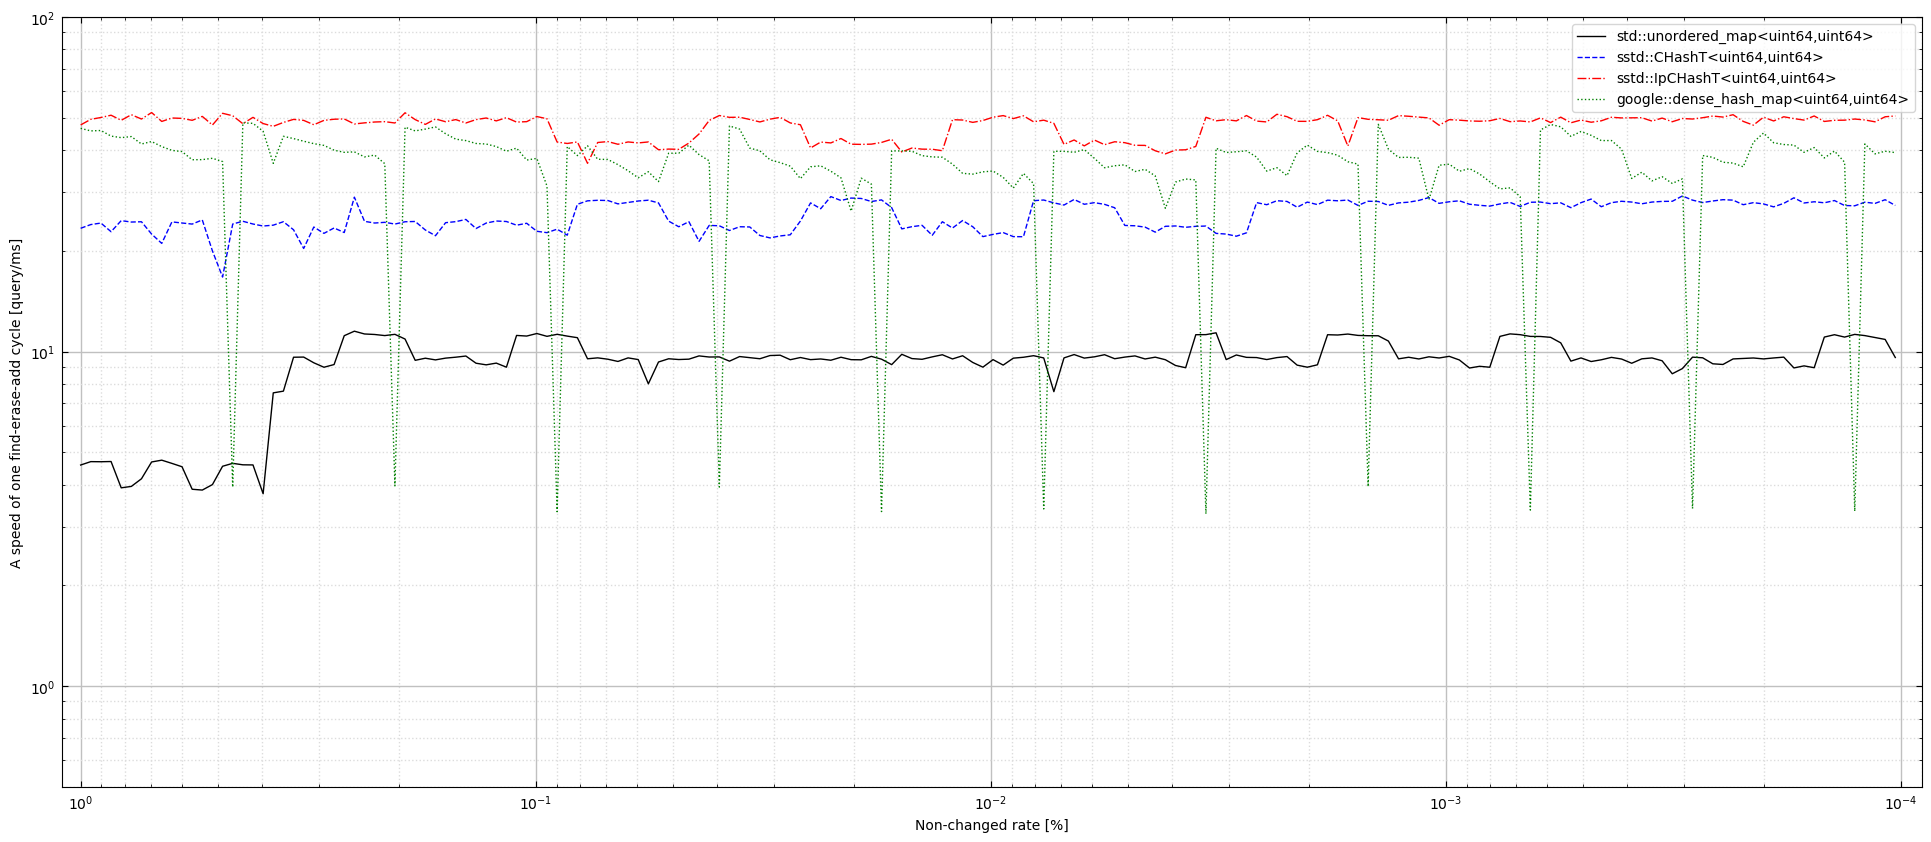 std::unordered_map<uint64,uint64>
sstd::CHashT<uint64,uint64>
sstd::IpCHashT<uint64,uint64>
google::dense_hash_map<uint64,uint64>
A speed of one find-erase-add cycle [query/ms]
10²
10¹
10⁰
10⁰
10⁻¹
10⁻²
10⁻³
10⁻⁴
Non-changed rate [%]